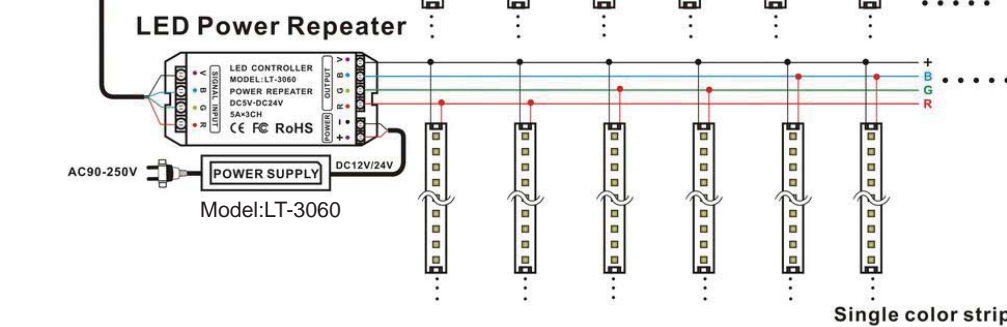 LED Power Repeater
LED CONTROLLER
MODEL:LT-3060
POWER REPEATER
DC5V-DC24V
5A×3CH
CE FC RoHS
V
B
G
R
SIGNAL INPUT
V
B
G
R
OUTPUT
POWER
− +
+
B
G
R
AC90-250V
POWER SUPPLY
DC12V/24V
Model:LT-3060
Single color strip